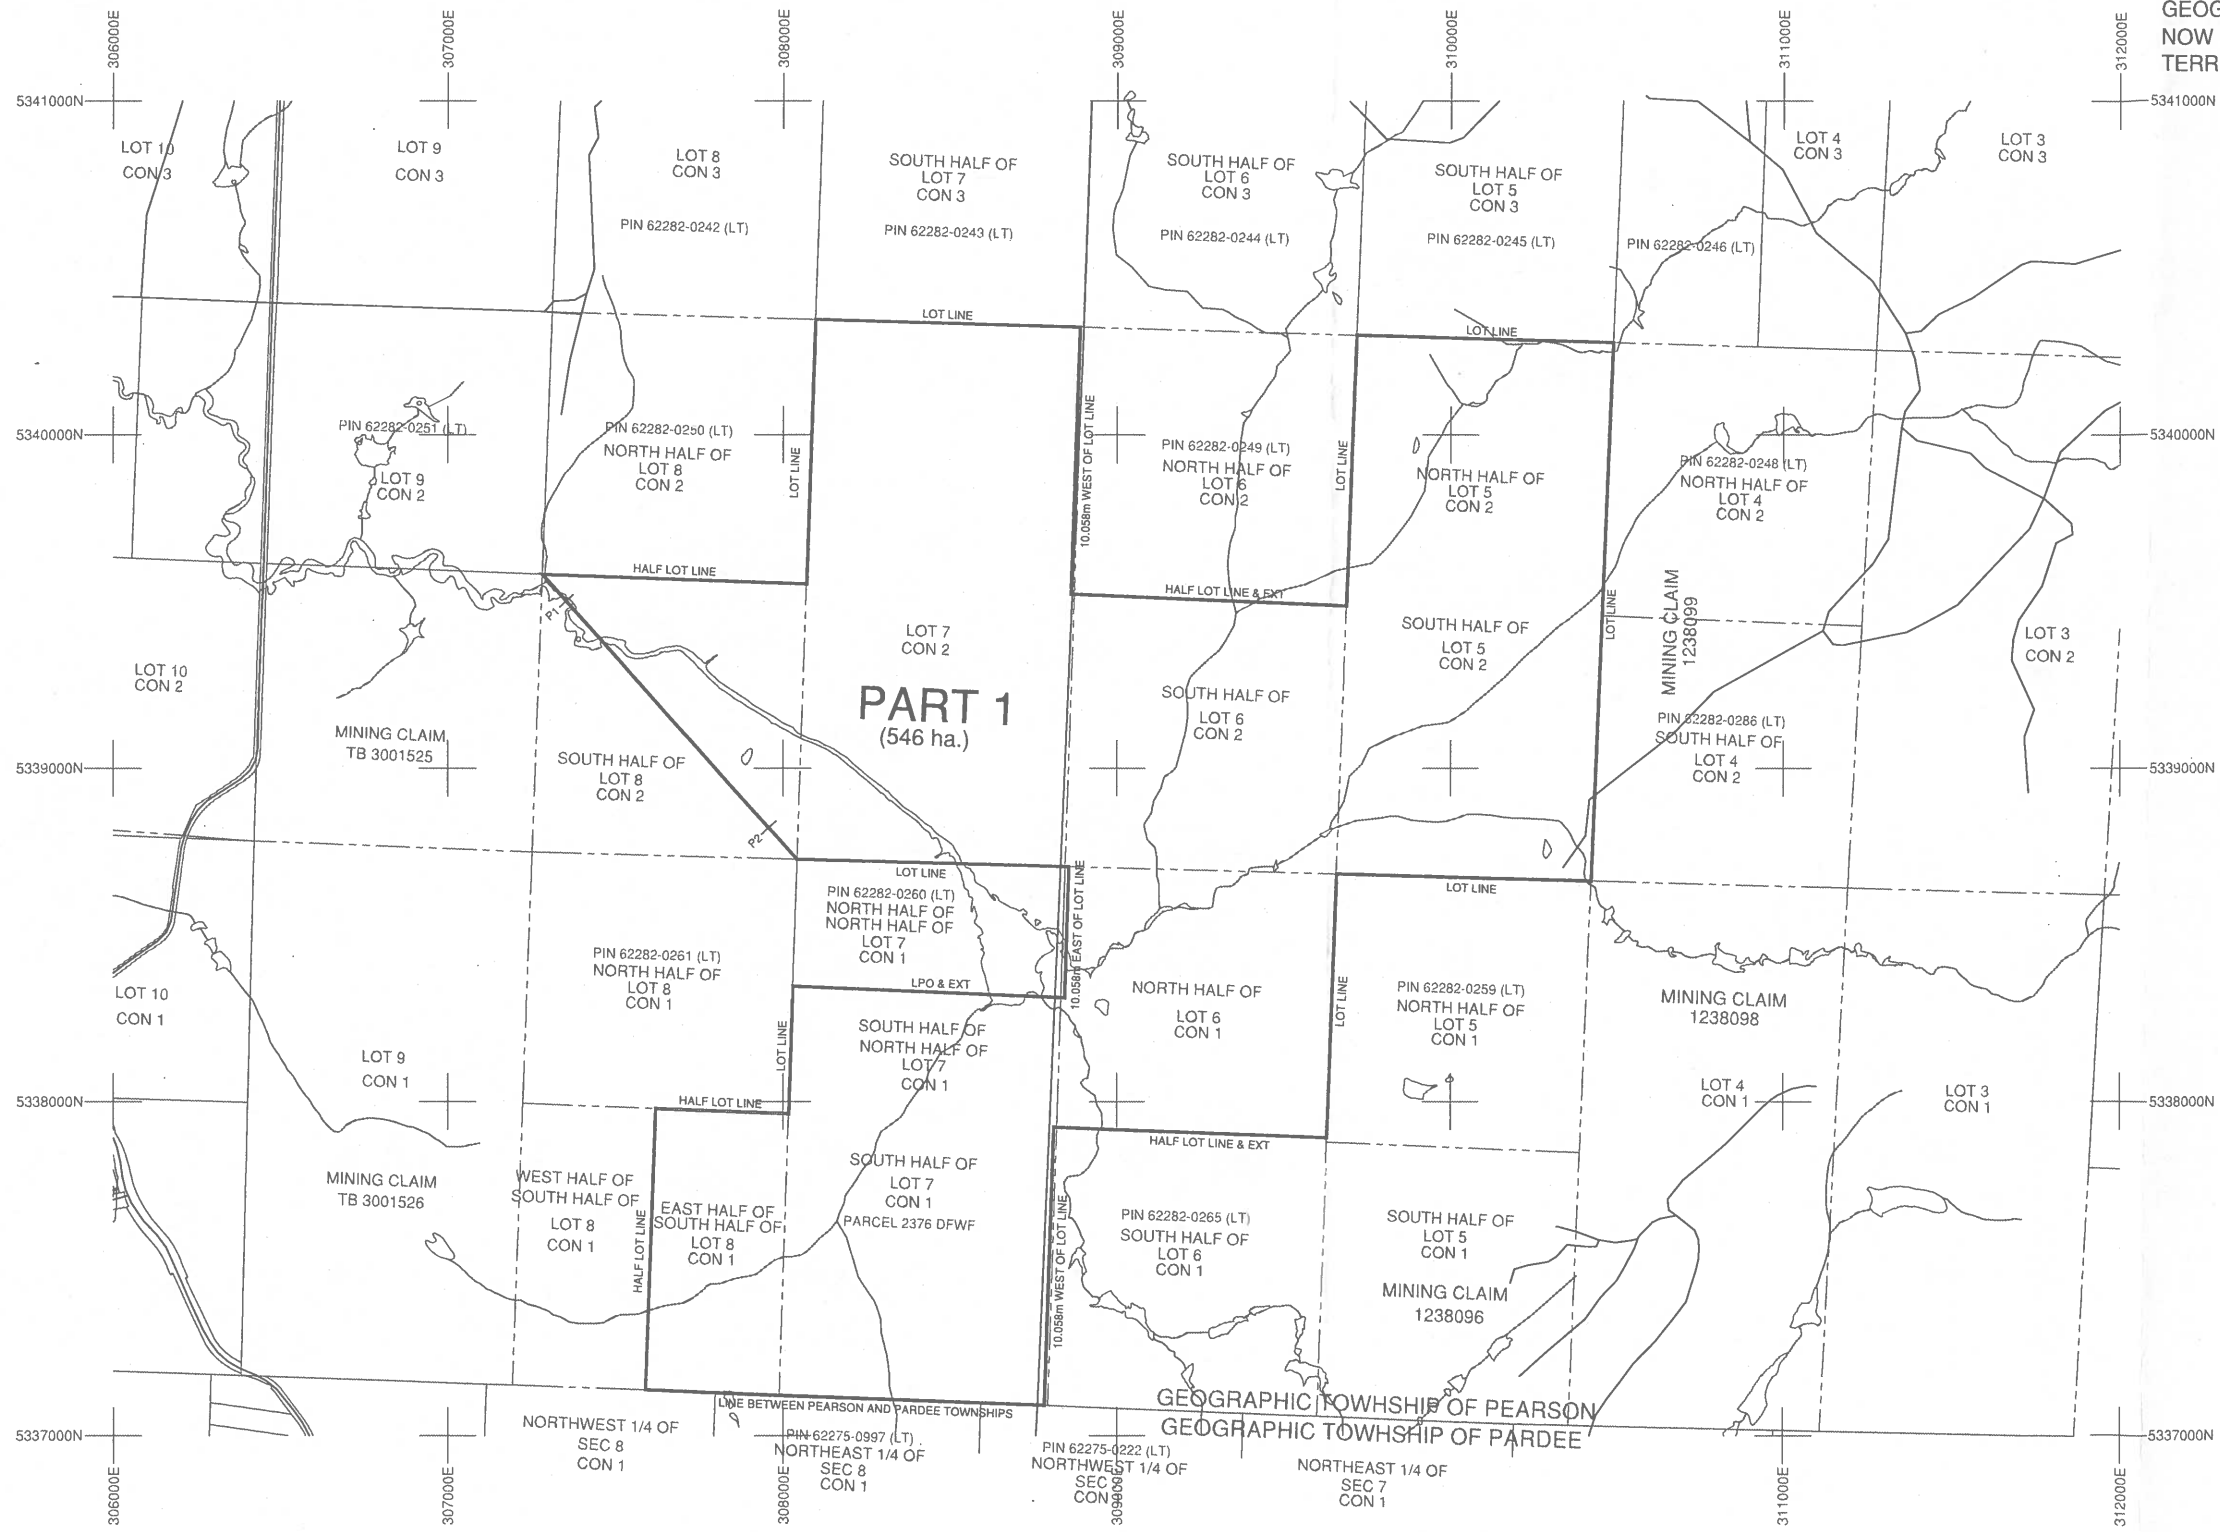 306000E
307000E
308000E
309000E
310000E
311000E
312000E
GEOG
NOW
TERR
5341000N
5341000N
LOT 10
CON 3
LOT 9
CON 3
LOT 8
CON 3
PIN 62282-0242 (LT)
SOUTH HALF OF
LOT 7
CON 3
PIN 62282-0243 (LT)
SOUTH HALF OF
LOT 6
CON 3
PIN 62282-0244 (LT)
SOUTH HALF OF
LOT 5
CON 3
PIN 62282-0245 (LT)
LOT 4
CON 3
PIN 62282-0246 (LT)
LOT 3
CON 3
LOT LINE
LOT LINE
5340000N
5340000N
PIN 62282-0251 (LT)
LOT 9
CON 2
PIN 62282-0250 (LT)
NORTH HALF OF
LOT 8
CON 2
LOT LINE
10.058m WEST OF LOT LINE
PIN 62282-0249 (LT)
NORTH HALF OF
LOT 6
CON 2
LOT LINE
NORTH HALF OF
LOT 5
CON 2
PIN 62282-0248 (LT)
NORTH HALF OF
LOT 4
CON 2
HALF LOT LINE
HALF LOT LINE & EXT
P1
LOT LINE
MINING CLAIM
1238099
LOT 10
CON 2
LOT 7
CON 2
PART 1
(546 ha.)
SOUTH HALF OF
LOT 5
CON 2
LOT 3
CON 2
SOUTH HALF OF
LOT 6
CON 2
MINING CLAIM
TB 3001525
SOUTH HALF OF
LOT 8
CON 2
PIN 62282-0286 (LT)
SOUTH HALF OF
LOT 4
CON 2
5339000N
5339000N
P2
LOT LINE
LOT LINE
PIN 62282-0260 (LT)
NORTH HALF OF
NORTH HALF OF
LOT 7
CON 1
LPO & EXT
10.058m EAST OF LOT LINE
PIN 62282-0261 (LT)
NORTH HALF OF
LOT 8
CON 1
LOT 10
CON 1
NORTH HALF OF
LOT 6
CON 1
LOT LINE
PIN 62282-0259 (LT)
NORTH HALF OF
LOT 5
CON 1
MINING CLAIM
1238098
LOT 9
CON 1
LOT LINE
SOUTH HALF OF
NORTH HALF OF
LOT 7
CON 1
LOT 4
CON 1
LOT 3
CON 1
5338000N
5338000N
HALF LOT LINE
HALF LOT LINE & EXT
MINING CLAIM
TB 3001526
WEST HALF OF
SOUTH HALF OF
LOT 8
CON 1
HALF LOT LINE
EAST HALF OF
SOUTH HALF OF
LOT 8
CON 1
SOUTH HALF OF
LOT 7
CON 1
PARCEL 2376 DFWF
10.058m WEST OF LOT LINE
PIN 62282-0265 (LT)
SOUTH HALF OF
LOT 6
CON 1
SOUTH HALF OF
LOT 5
CON 1
MINING CLAIM
1238096
LINE BETWEEN PEARSON AND PARDEE TOWNSHIPS
GEOGRAPHIC TOWHSHIP OF PEARSON
GEOGRAPHIC TOWHSHIP OF PARDEE
5337000N
5337000N
NORTHWEST 1/4 OF
SEC 8
CON 1
PIN 62275-0997 (LT)
NORTHEAST 1/4 OF
SEC 8
CON 1
PIN 62275-0222 (LT)
NORTHWEST 1/4 OF
SEC
CON
NORTHEAST 1/4 OF
SEC 7
CON 1
306000E
307000E
308000E
309000E
311000E
312000E